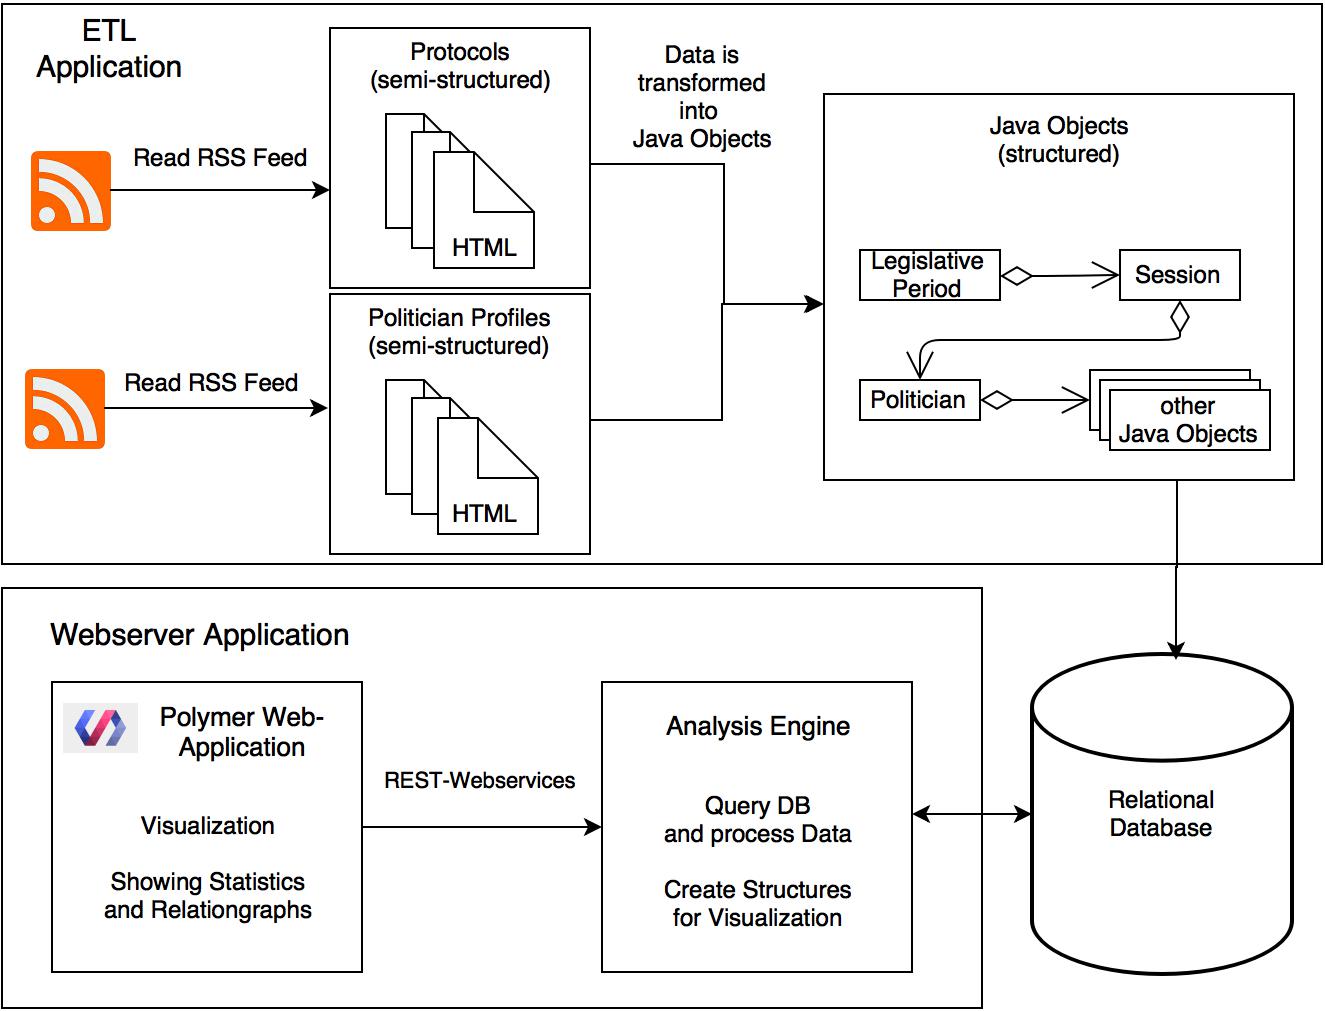 ETL
Application
Read RSS Feed
Protocols
(semi-structured)
HTML
Data is
transformed
into
Java Objects
Read RSS Feed
Politician Profiles
(semi-structured)
HTML
Java Objects
(structured)
Legislative
Period
Session
Politician
other
Java Objects
Webserver Application
Polymer Web-
Application
Visualization
Showing Statistics
and Relationgraphs
REST-Webservices
Analysis Engine
Query DB
and process Data
Create Structures
for Visualization
Relational
Database